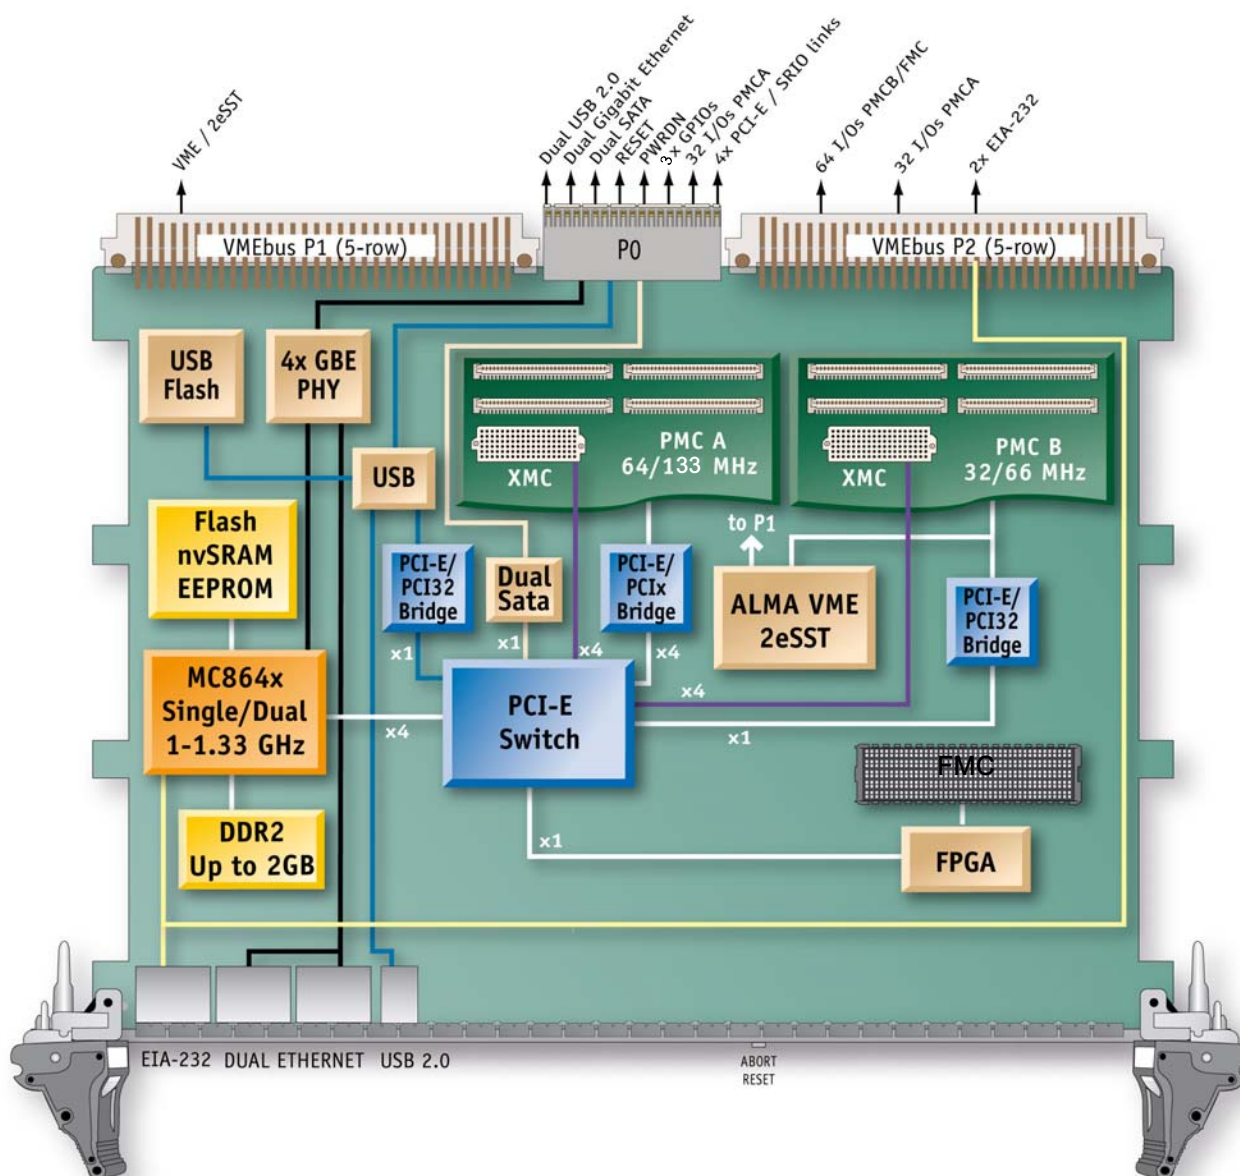 VME / 2eSST
Dual USB 2.0
Dual Gigabit Ethernet
Dual SATA
RESET
PWRDN
3x GPIOs
32 I/Os PMCA
4x PCI-E / SRIO links
64 I/Os PMCB/FMC
32 I/Os PMCA
2x EIA-232
VMEbus P1 (5-row)
P0
VMEbus P2 (5-row)
USB
Flash
4x GBE
PHY
USB
PMC A
64/133 MHz
XMC
PMC B
32/66 MHz
XMC
Flash
nvSRAM
EEPROM
PCI-E/
PCI32
Bridge
Dual
Sata
PCI-E/
PCIx
Bridge
to P1
ALMA VME
2eSST
PCI-E/
PCI32
Bridge
x1
x1
x4
x4
MC864x
Single/Dual
1-1.33 GHz
x4
PCI-E
Switch
x4
x1
FMC
DDR2
Up to 2GB
x1
FPGA
EIA-232
DUAL ETHERNET
USB 2.0
ABORT
RESET